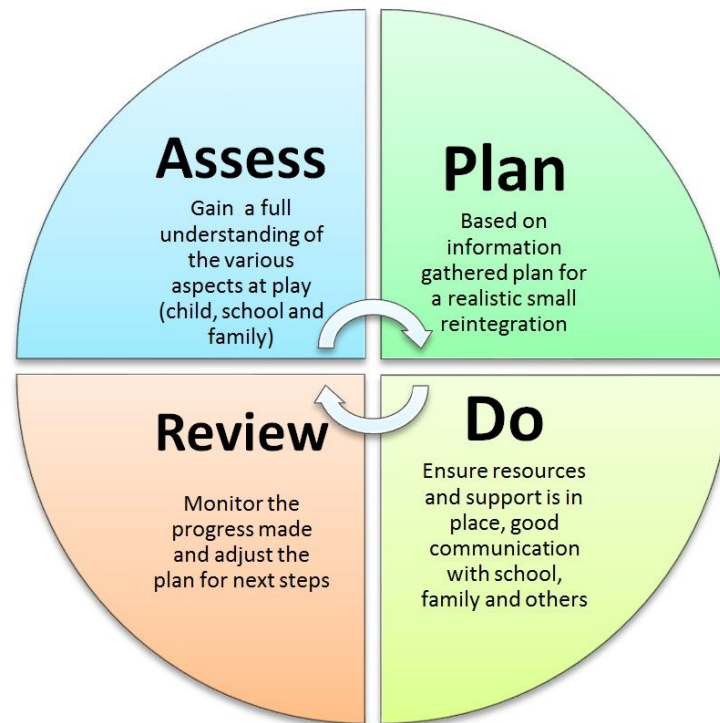 Assess
Gain a full
understanding of
the various
aspects at play
(child, school and
family)
Plan
Based on
information
gathered plan for
a realistic small
reintegration
Review
Monitor the
progress made
and adjust the
plan for next steps
Do
Ensure resources
and support is in
place, good
communication
with school,
family and others